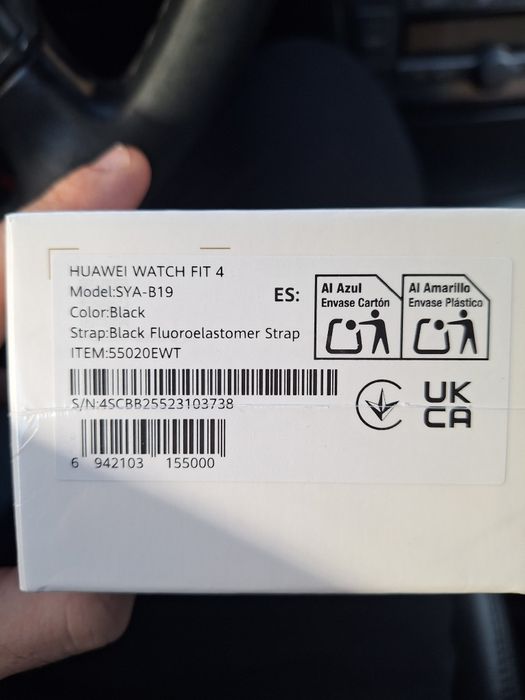 HUAWEI WATCH FIT 4
Model:SYA-B19
Color:Black
Strap:Black Fluoroelastomer Strap
ITEM:55020EWT
S/N:4SCBB25523103738
6 942103 155000
ES:
Al Azul
Envase Cartón
Al Amarillo
Envase Plástico
UK
CA